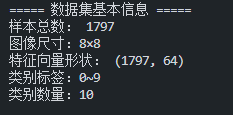 ===== 数据集基本信息 =====
样本总数： 1797
图像尺寸：8×8
特征向量形状： (1797, 64)
类别标签：0~9
类别数量：10